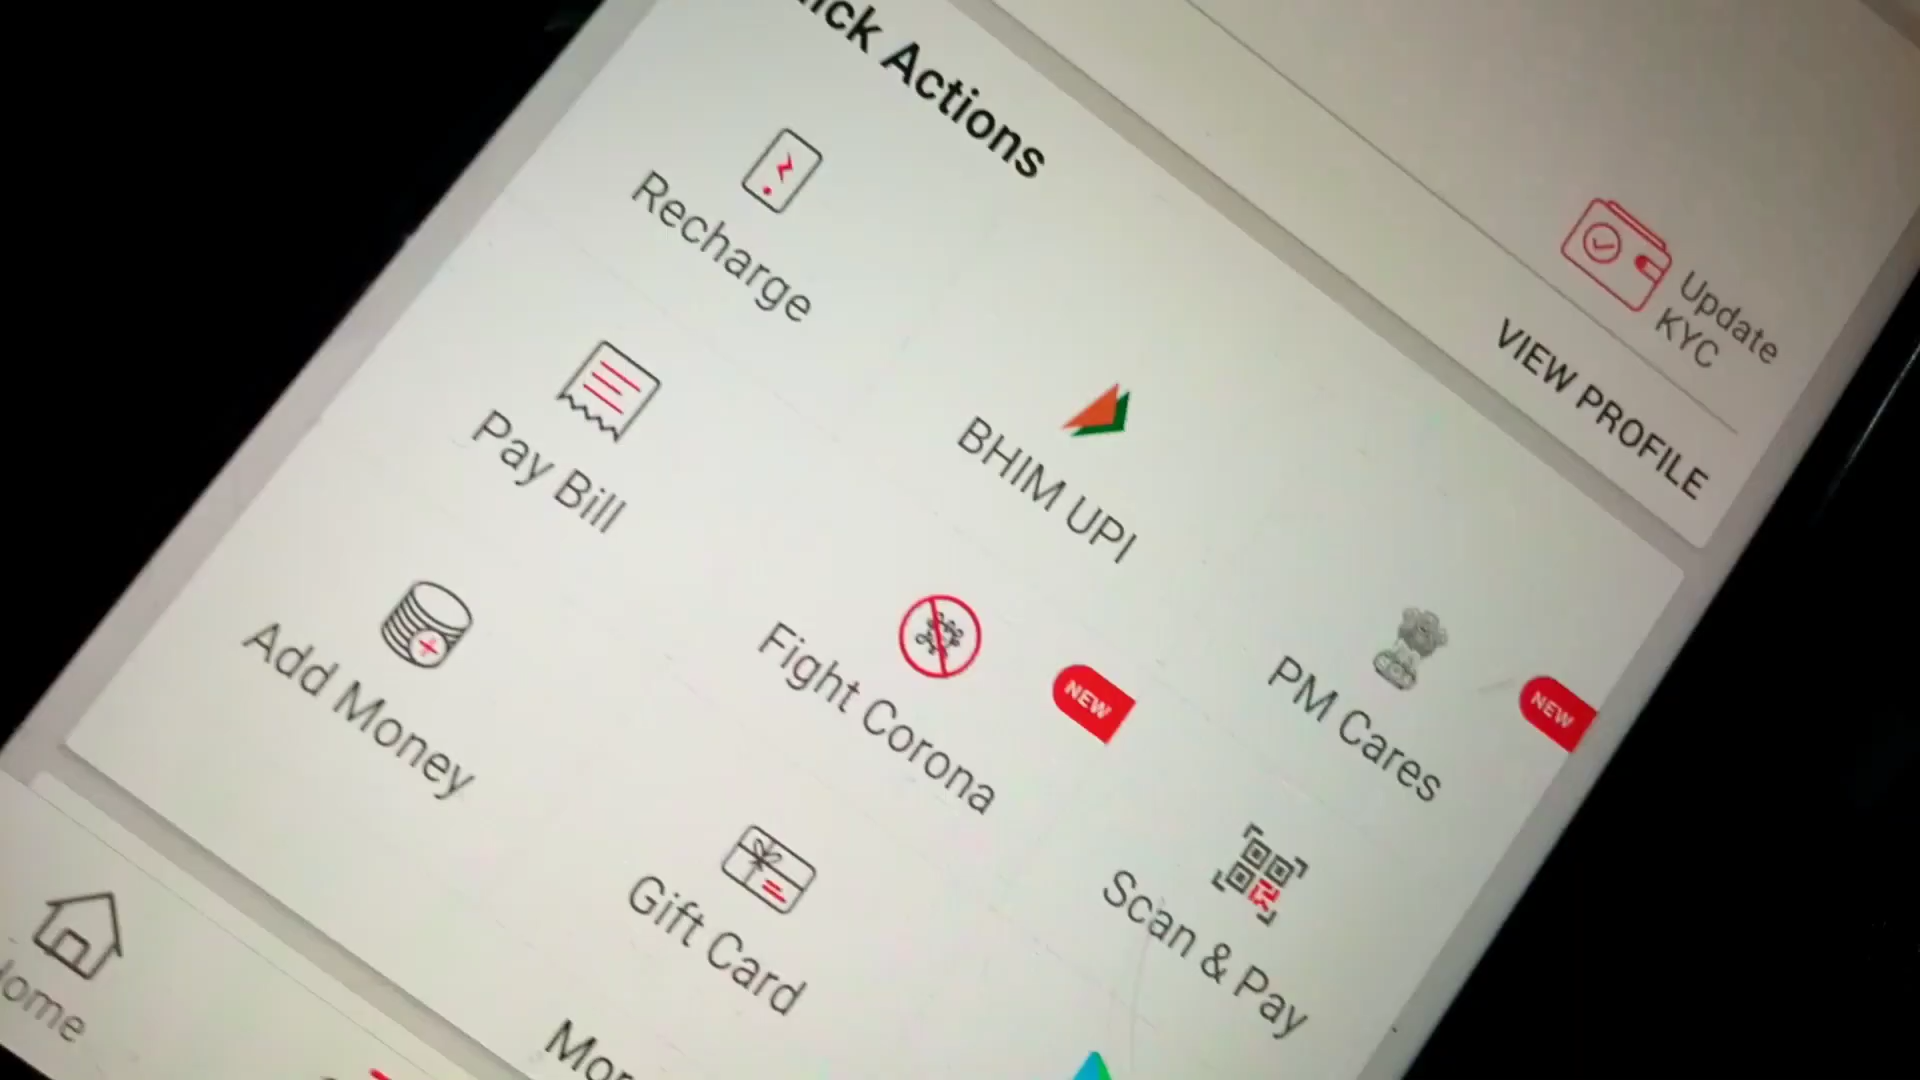 Update
KYC
VIEW PROFILE
Actions
Recharge
BHIM UPI
PM Cares
NEW
Pay Bill
Fight Corona
NEW
Scan & Pay
Add Money
Gift Card